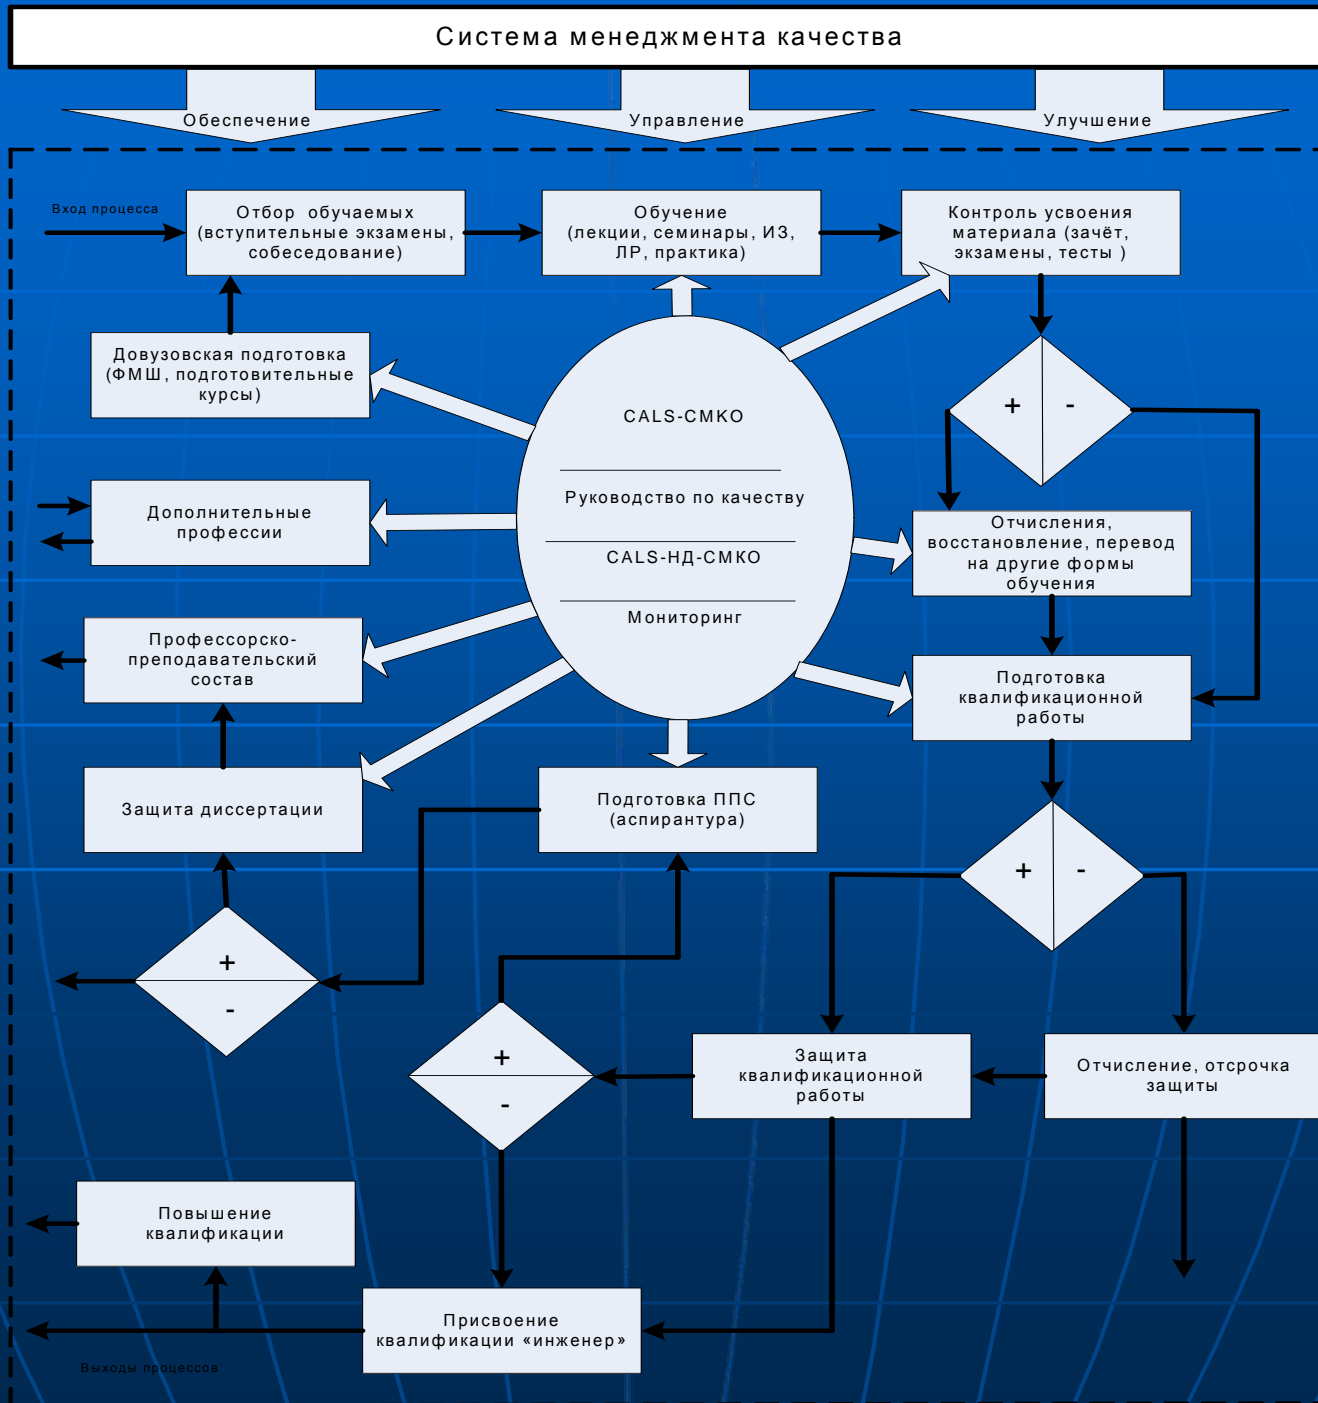 Система менеджмента качества
Обеспечение
Управление
Улучшение
Вход процесса
Отбор обучаемых
(вступительные экзамены,
собеседование)
Обучение
(лекции, семинары, ИЗ,
ЛР, практика)
Контроль усвоения
материала (зачёт,
экзамены, тесты )
Довузовская подготовка
(ФМШ, подготовительные
курсы)
CALS-СМКО
Руководство по качеству
CALS-НД-СМКО
Мониторинг
+ -
Дополнительные
профессии
Отчисления,
восстановление, перевод
на другие формы
обучения
Профессорско-
преподавательский
состав
Подготовка
квалификационной
работы
Защита диссертации
Подготовка ППС
(аспирантура)
+ -
+
-
+
-
Защита
квалификационной
работы
Отчисление, отсрочка
защиты
Повышение
квалификации
Присвоение
квалификации «инженер»
Выходы процессов